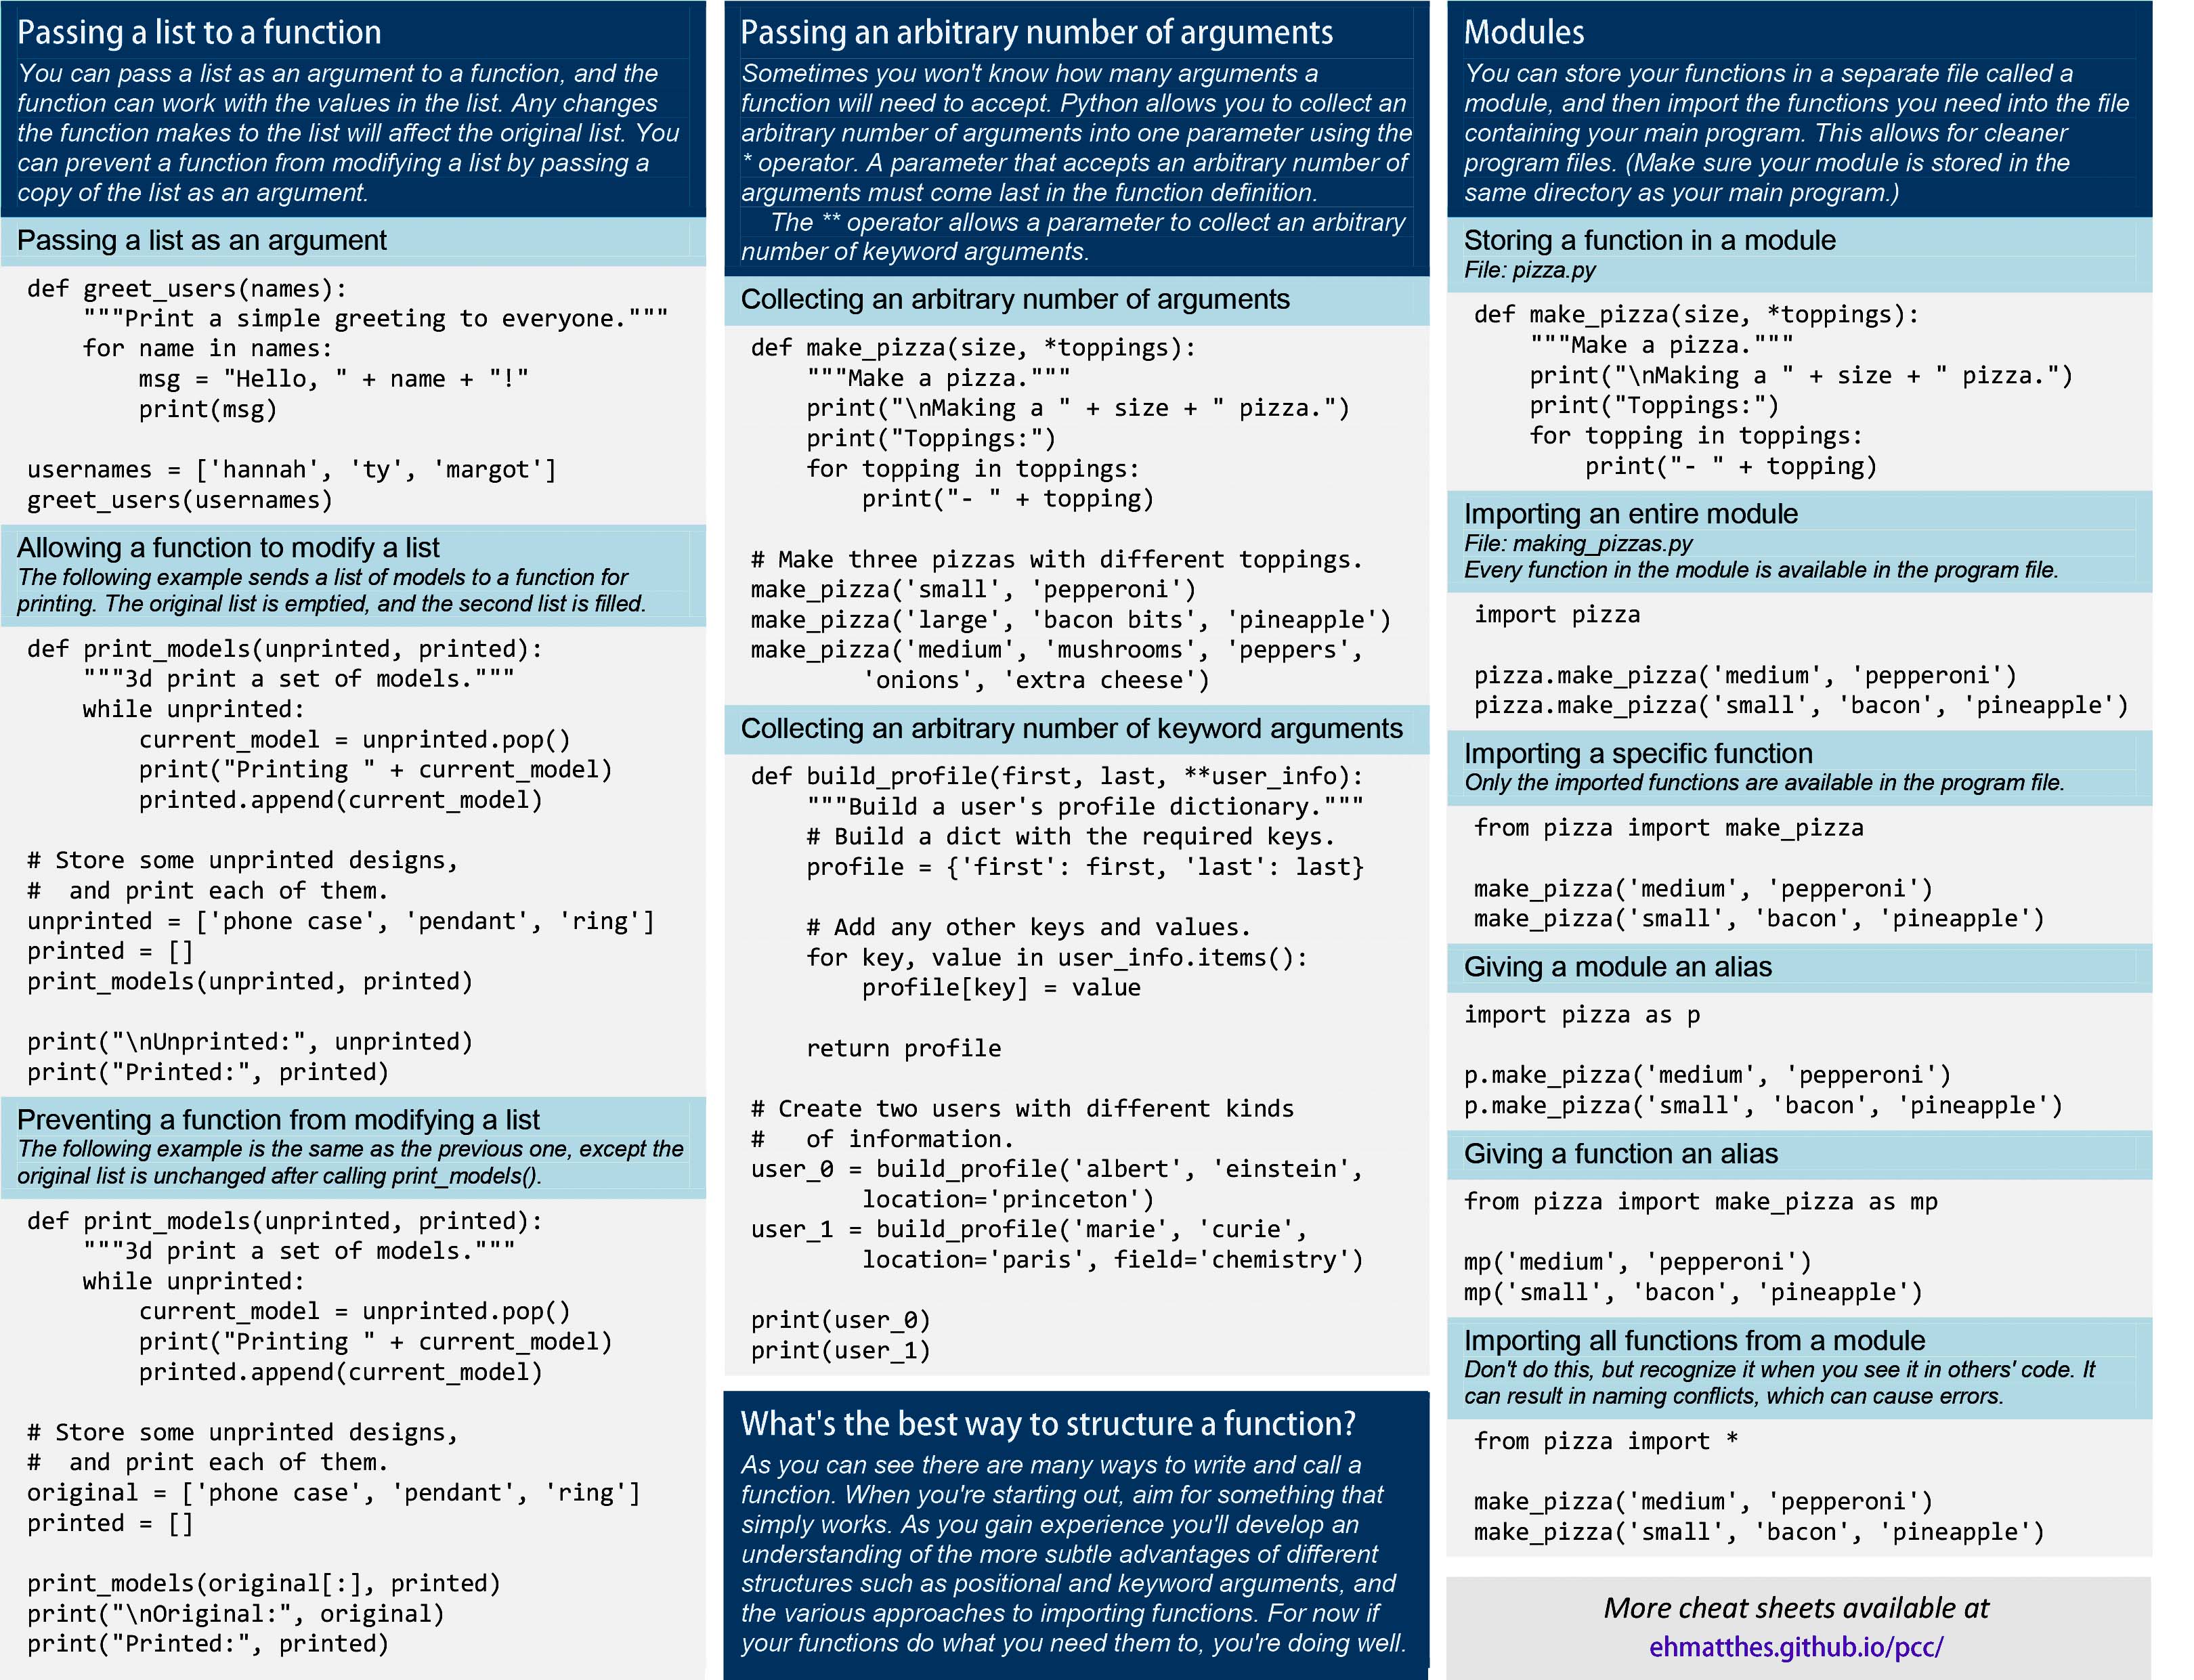 Passing a list to a function
You can pass a list as an argument to a function, and the
function can work with the values in the list. Any changes
the function makes to the list will affect the original list. You
can prevent a function from modifying a list by passing a
copy of the list as an argument.
Passing a list as an argument
def greet_users(names):
    """Print a simple greeting to everyone."""
    for name in names:
        msg = "Hello, " + name + "!"
        print(msg)

usernames = ['hannah', 'ty', 'margot']
greet_users(usernames)
Allowing a function to modify a list
The following example sends a list of models to a function for
printing. The original list is emptied, and the second list is filled.
def print_models(unprinted, printed):
    """3d print a set of models."""
    while unprinted:
        current_model = unprinted.pop()
        print("Printing " + current_model)
        printed.append(current_model)

# Store some unprinted designs,
#  and print each of them.
unprinted = ['phone case', 'pendant', 'ring']
printed = []
print_models(unprinted, printed)

print("\nUnprinted:", unprinted)
print("Printed:", printed)
Preventing a function from modifying a list
The following example is the same as the previous one, except the
original list is unchanged after calling print_models().
def print_models(unprinted, printed):
    """3d print a set of models."""
    while unprinted:
        current_model = unprinted.pop()
        print("Printing " + current_model)
        printed.append(current_model)

# Store some unprinted designs,
#  and print each of them.
original = ['phone case', 'pendant', 'ring']
printed = []

print_models(original[:], printed)
print("\nOriginal:", original)
print("Printed:", printed)
Passing an arbitrary number of arguments
Sometimes you won't know how many arguments a
function will need to accept. Python allows you to collect an
arbitrary number of arguments into one parameter using the
* operator. A parameter that accepts an arbitrary number of
arguments must come last in the function definition.
The ** operator allows a parameter to collect an arbitrary
number of keyword arguments.
Collecting an arbitrary number of arguments
def make_pizza(size, *toppings):
    """Make a pizza."""
    print("\nMaking a " + size + " pizza.")
    print("Toppings:")
    for topping in toppings:
        print("- " + topping)

# Make three pizzas with different toppings.
make_pizza('small', 'pepperoni')
make_pizza('large', 'bacon bits', 'pineapple')
make_pizza('medium', 'mushrooms', 'peppers',
        'onions', 'extra cheese')
Collecting an arbitrary number of keyword arguments
def build_profile(first, last, **user_info):
    """Build a user's profile dictionary."""
    # Build a dict with the required keys.
    profile = {'first': first, 'last': last}

    # Add any other keys and values.
    for key, value in user_info.items():
        profile[key] = value

    return profile

# Create two users with different kinds
#   of information.
user_0 = build_profile('albert', 'einstein',
        location='princeton')
user_1 = build_profile('marie', 'curie',
        location='paris', field='chemistry')

print(user_0)
print(user_1)
What's the best way to structure a function?
As you can see there are many ways to write and call a
function. When you're starting out, aim for something that
simply works. As you gain experience you'll develop an
understanding of the more subtle advantages of different
structures such as positional and keyword arguments, and
the various approaches to importing functions. For now if
your functions do what you need them to, you're doing well.
Modules
You can store your functions in a separate file called a
module, and then import the functions you need into the file
containing your main program. This allows for cleaner
program files. (Make sure your module is stored in the
same directory as your main program.)
Storing a function in a module
File: pizza.py
def make_pizza(size, *toppings):
    """Make a pizza."""
    print("\nMaking a " + size + " pizza.")
    print("Toppings:")
    for topping in toppings:
        print("- " + topping)
Importing an entire module
File: making_pizzas.py
Every function in the module is available in the program file.
import pizza

pizza.make_pizza('medium', 'pepperoni')
pizza.make_pizza('small', 'bacon', 'pineapple')
Importing a specific function
Only the imported functions are available in the program file.
from pizza import make_pizza

make_pizza('medium', 'pepperoni')
make_pizza('small', 'bacon', 'pineapple')
Giving a module an alias
import pizza as p

p.make_pizza('medium', 'pepperoni')
p.make_pizza('small', 'bacon', 'pineapple')
Giving a function an alias
from pizza import make_pizza as mp

mp('medium', 'pepperoni')
mp('small', 'bacon', 'pineapple')
Importing all functions from a module
Don't do this, but recognize it when you see it in others' code. It
can result in naming conflicts, which can cause errors.
from pizza import *

make_pizza('medium', 'pepperoni')
make_pizza('small', 'bacon', 'pineapple')
More cheat sheets available at
ehmatthes.github.io/pcc/